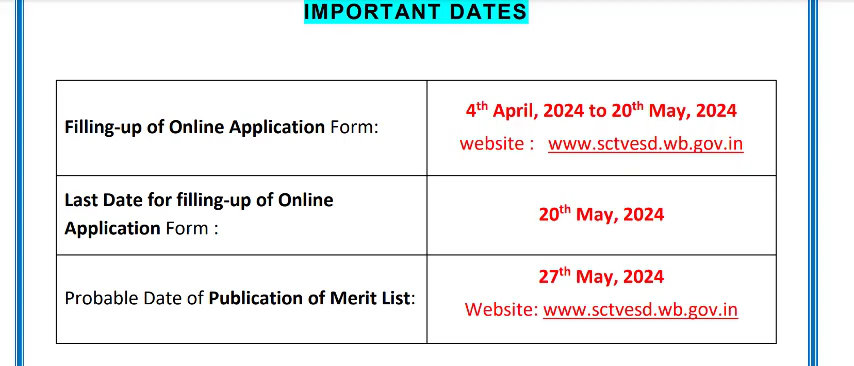 IMPORTANT DATES
Filling-up of Online Application Form:
4th April, 2024 to 20th May, 2024
website : www.sctvesd.wb.gov.in
Last Date for filling-up of Online
Application Form :
20th May, 2024
Probable Date of Publication of Merit List:
27th May, 2024
Website: www.sctvesd.wb.gov.in